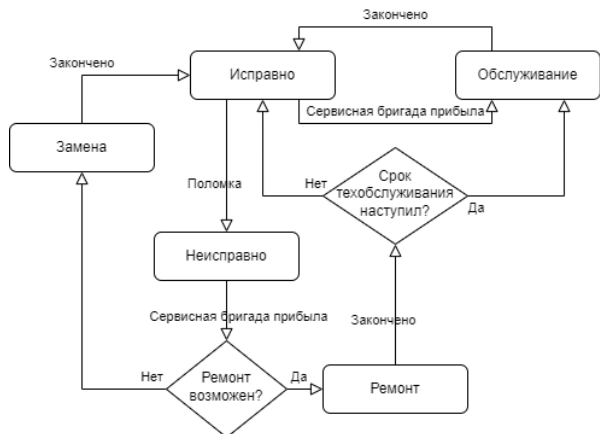 Закончено
Закончено
Исправно
Обслуживание
Сервисная бригада прибыла
Замена
Поломка
Нет
Срок
техобслуживания
наступил?
Да
Неисправно
Сервисная бригада прибыла
Закончено
Нет
Ремонт
возможен?
Да
Ремонт